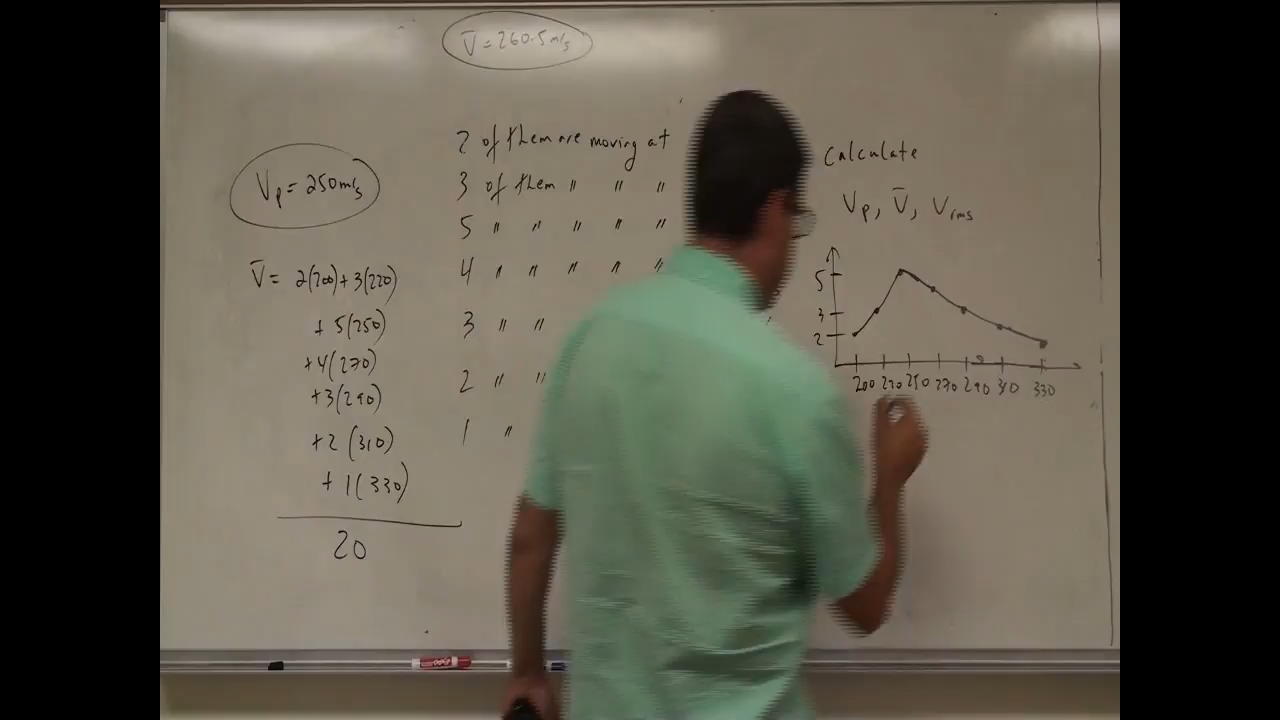 V̄ = 260.5 m/s
2 of them are moving at
3 of them " " "
5 " " " " "
4 " " " " "
3 " "
2 " "
1 "
Vp = 250 m/s
V̄ = 2(200)+3(220)
+ 5(250)
+4(270)
+3(290)
+2 (310)
+ 1(330)
20
Calculate
Vp, V̄, Vrms
5
3
2
200 220 250 270 290 310 330